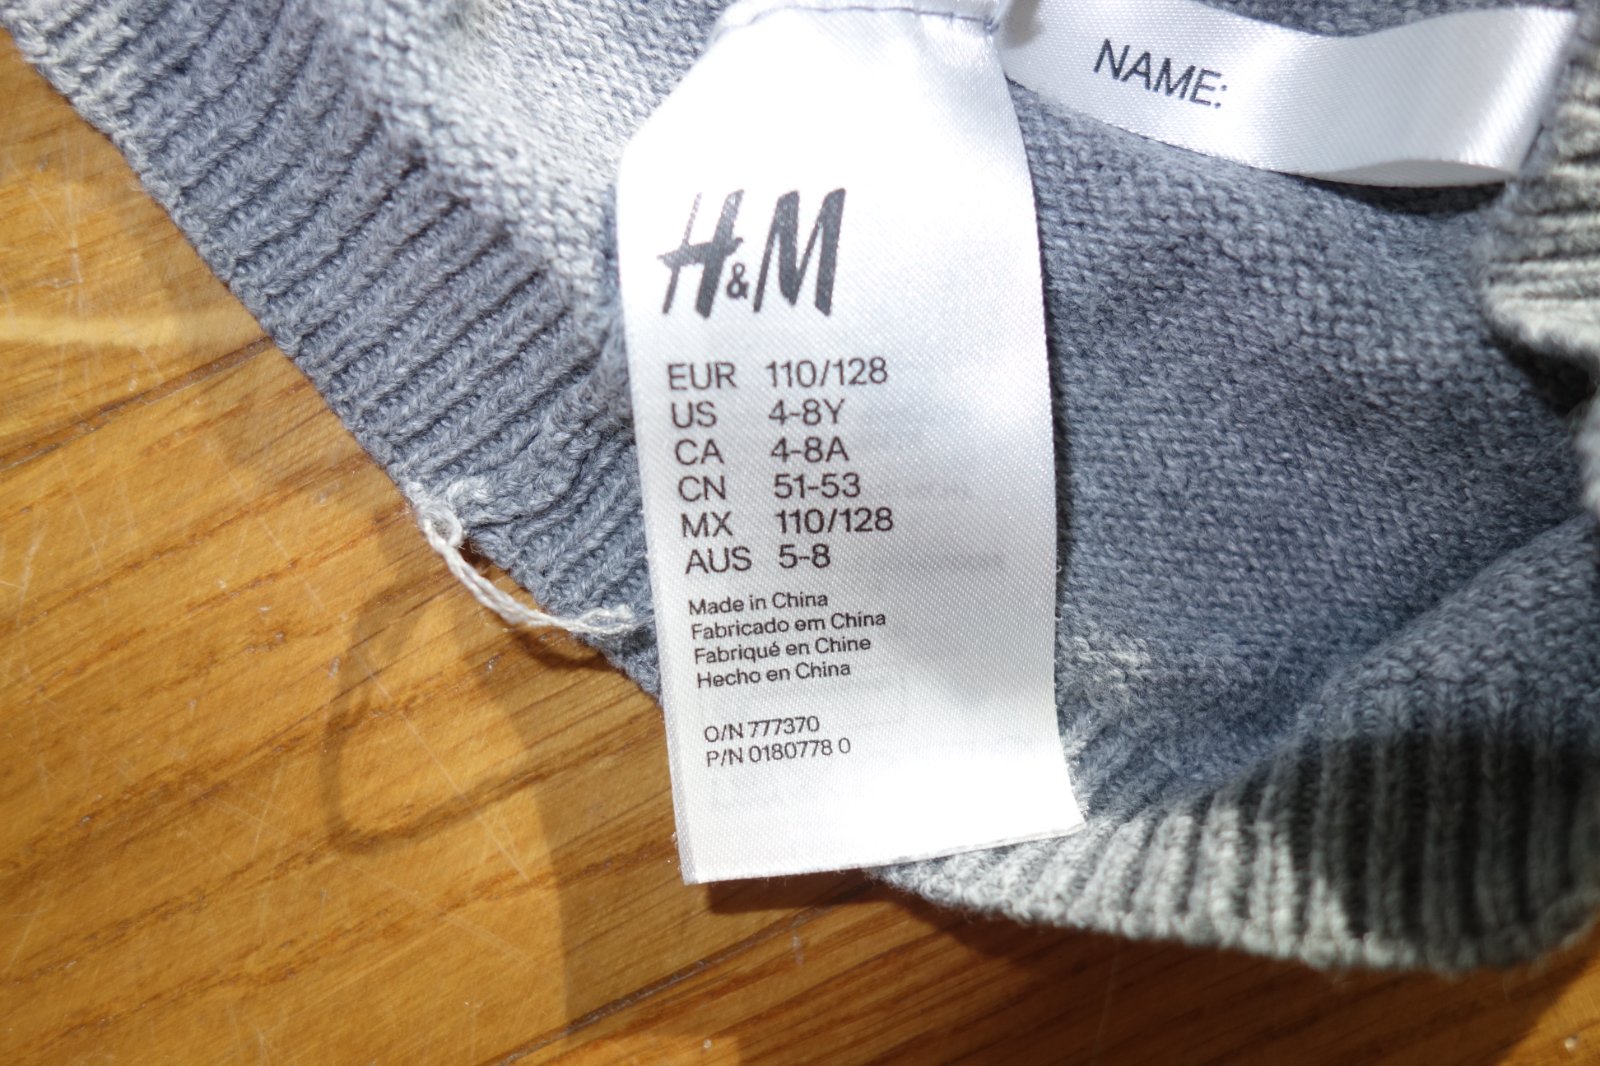 NAME:
H&M
EUR 110/128
US 4-8Y
CA 4-8A
CN 51-53
MX 110/128
AUS 5-8
Made in China
Fabricado em China
Fabriqué en Chine
Hecho en China
O/N 777370
P/N 0180778 0